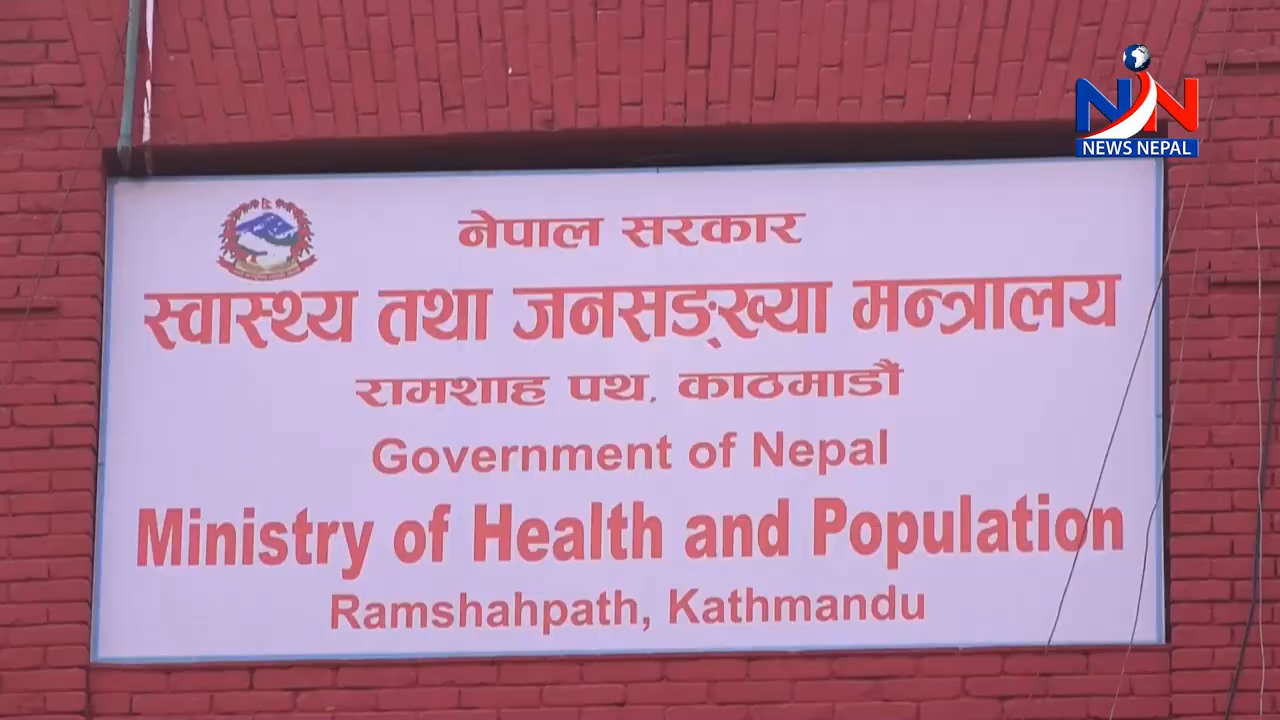 NN
NEWS NEPAL
नेपाल सरकार
स्वास्थ्य तथा जनसङ्ख्या मन्त्रालय
रामशाह पथ, काठमाडौं
Government of Nepal
Ministry of Health and Population
Ramshahpath, Kathmandu